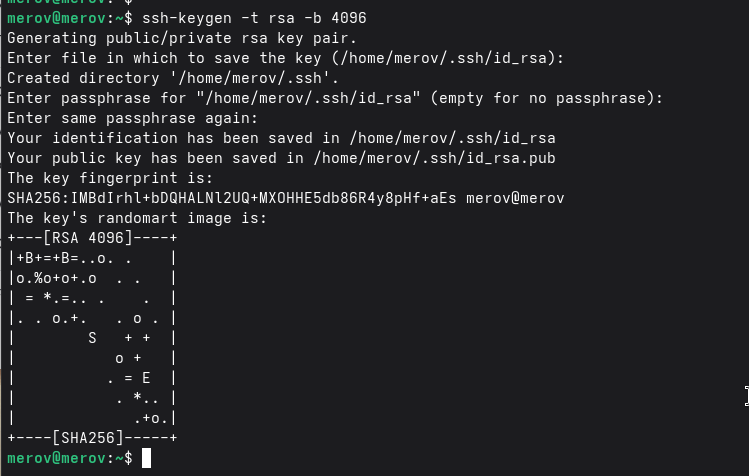 merov@merov:~$ ssh-keygen -t rsa -b 4096
Generating public/private rsa key pair.
Enter file in which to save the key (/home/merov/.ssh/id_rsa):
Created directory '/home/merov/.ssh'.
Enter passphrase for "/home/merov/.ssh/id_rsa" (empty for no passphrase):
Enter same passphrase again:
Your identification has been saved in /home/merov/.ssh/id_rsa
Your public key has been saved in /home/merov/.ssh/id_rsa.pub
The key fingerprint is:
SHA256:IMBdIrhl+bDQHALNl2UQ+MXOHHE5db86R4y8pHf+aEs merov@merov
The key's randomart image is:
+---[RSA 4096]----+
|+B+=+B=..o. .    |
|o.%o+o+.o  . .   |
| = *.=.. .    .  |
|. . o.+.   . o . |
|        S   + +  |
|           o +   |
|          . = E  |
|           . *.. |
|             .+o.|
+----[SHA256]-----+
merov@merov:~$